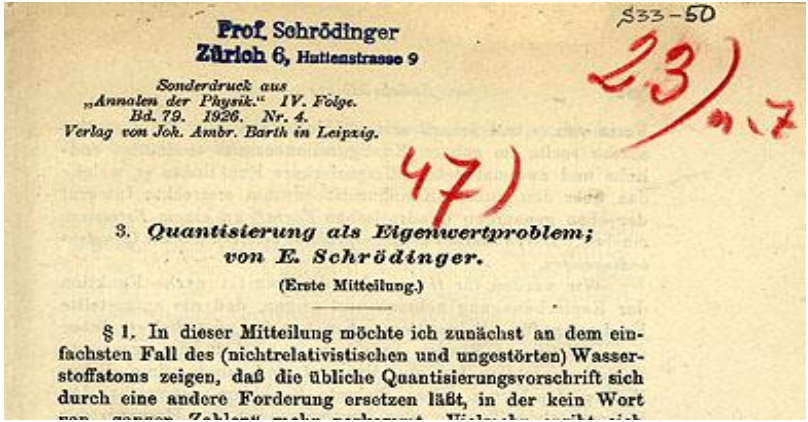 Prof. Schrödinger
Zürich 6, Huttenstrasse 9
S33-50
23)
47)
Sonderdruck aus
„Annalen der Physik.“ IV. Folge.
Bd. 79. 1926. Nr. 4.
Verlag von Joh. Ambr. Barth in Leipzig.
3. Quantisierung als Eigenwertproblem;
von E. Schrödinger.
(Erste Mitteilung.)
§ 1. In dieser Mitteilung möchte ich zunächst an dem ein-
fachsten Fall des (nichtrelativistischen und ungestörten) Wasser-
stoffatoms zeigen, daß die übliche Quantisierungsvorschrift sich
durch eine andere Forderung ersetzen läßt, in der kein Wort